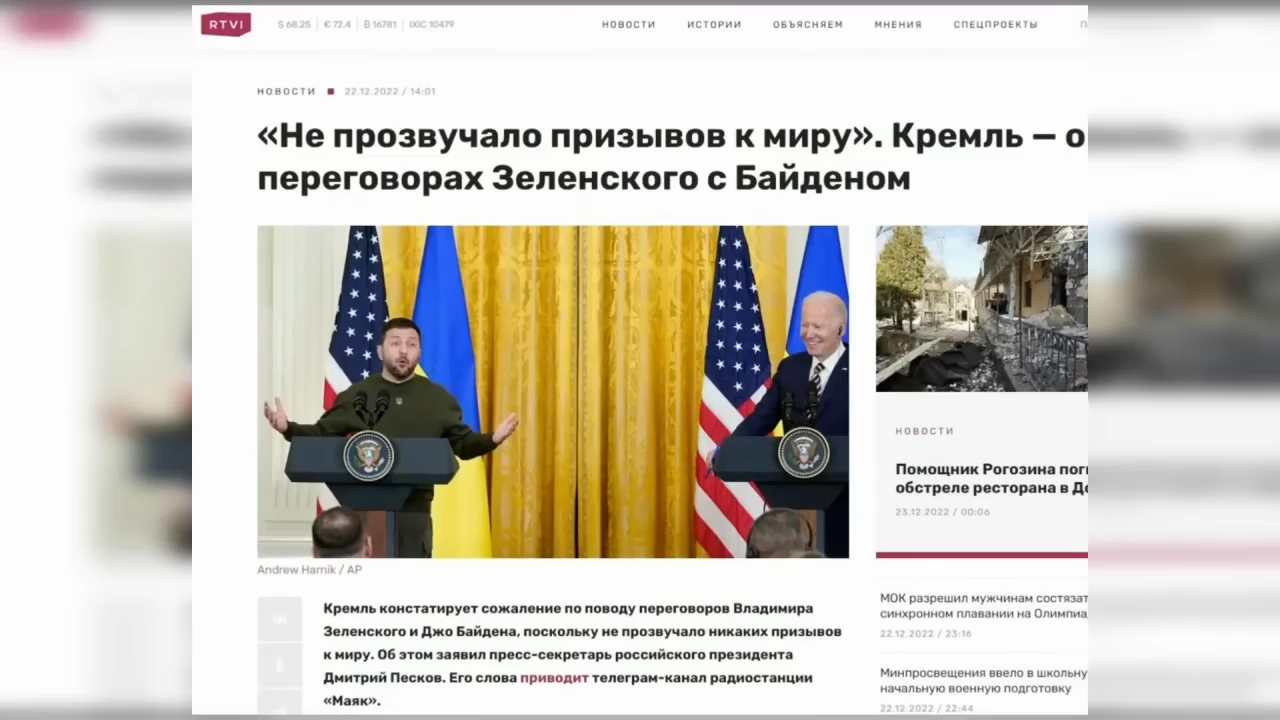 RTVI
$ 68.25 € 72.4 ₿ 16781 IXIC 10479
НОВОСТИ ИСТОРИИ ОБЪЯСНЯЕМ МНЕНИЯ СПЕЦПРОЕКТЫ
НОВОСТИ 22.12.2022 / 14:01
«Не прозвучало призывов к миру». Кремль — о
переговорах Зеленского с Байденом
Andrew Harnik / AP
Кремль констатирует сожаление по поводу переговоров Владимира
Зеленского и Джо Байдена, поскольку не прозвучало никаких призывов
к миру. Об этом заявил пресс-секретарь российского президента
Дмитрий Песков. Его слова приводит телеграм-канал радиостанции
«Маяк».
НОВОСТИ
Помощник Рогозина
обстреле ресторана в
23.12.2022 / 00:06
МОК разрешил мужчинам
синхронном плавании на
22.12.2022 / 23:16
Минпросвещения ввело в школьну
начальную военную подготовку
22.12.2022 / 22:44